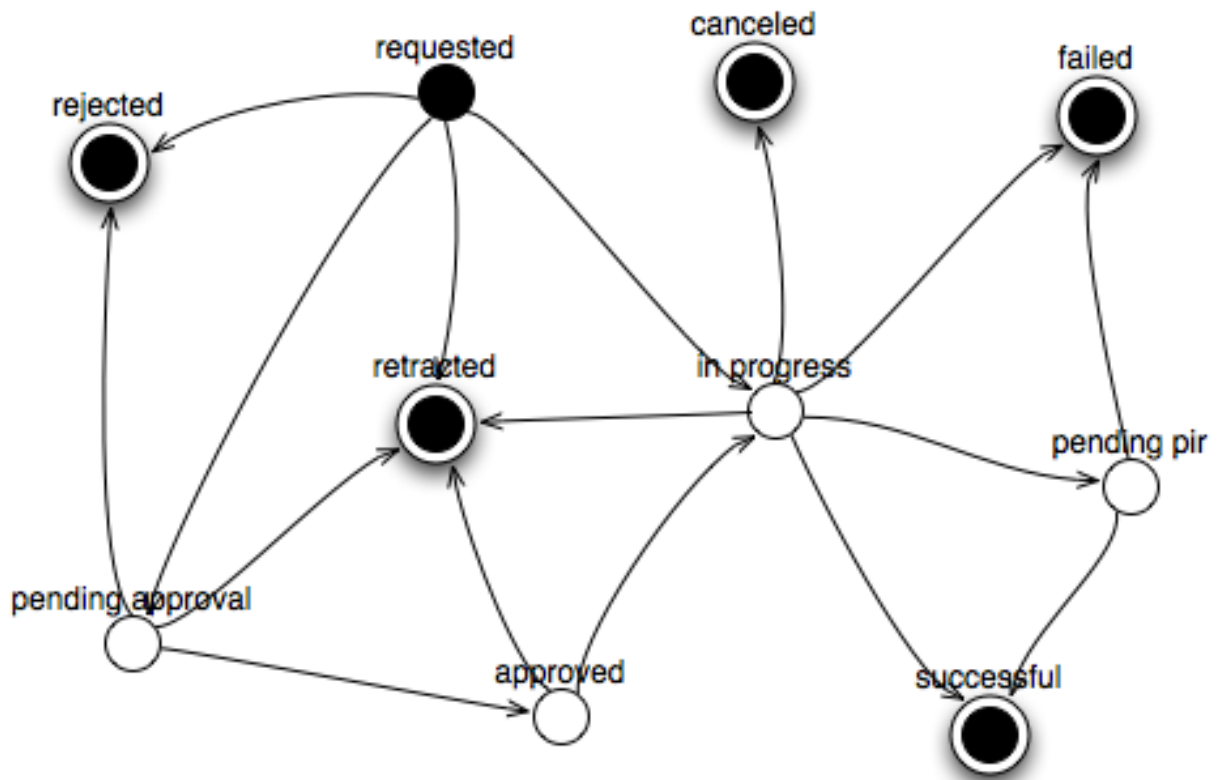 canceled
requested
failed
rejected
retracted
in progress
pending pir
pending approval
approved
successful